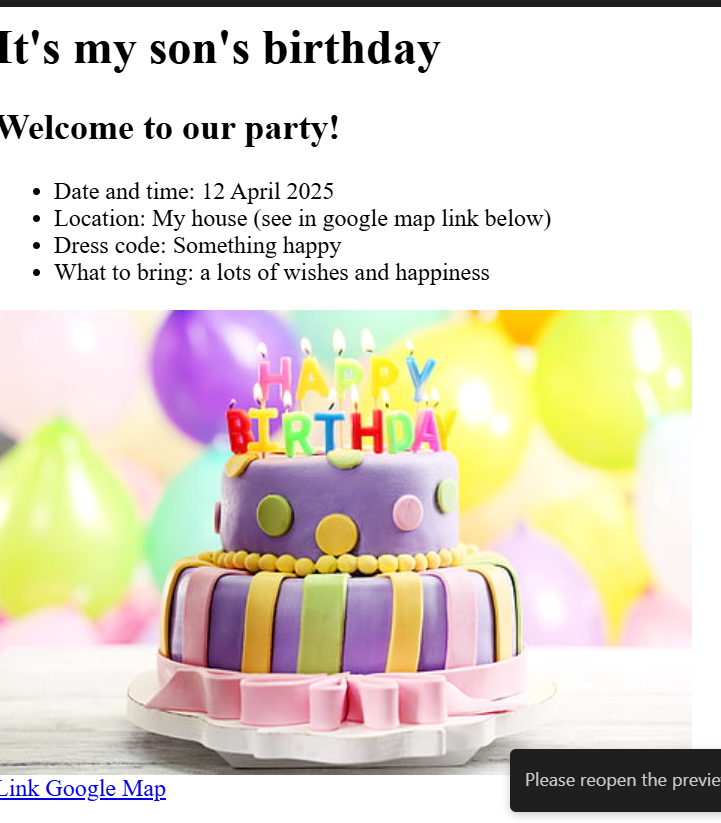 It's my son's birthday
Welcome to our party!
Date and time: 12 April 2025
Location: My house (see in google map link below)
Dress code: Something happy
What to bring: a lots of wishes and happiness
HAPPY
BIRTHDAY
Link Google Map
Please reopen the